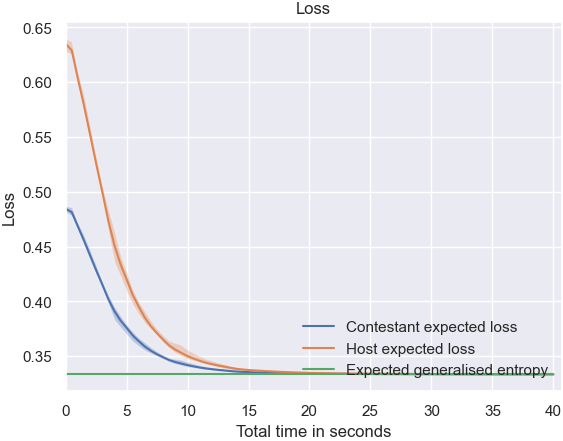 Loss
0.65
0.60
0.55
0.50
0.45
0.40
0.35
Loss
Contestant expected loss
Host expected loss
Expected generalised entropy
0 5 10 15 20 25 30 35 40
Total time in seconds